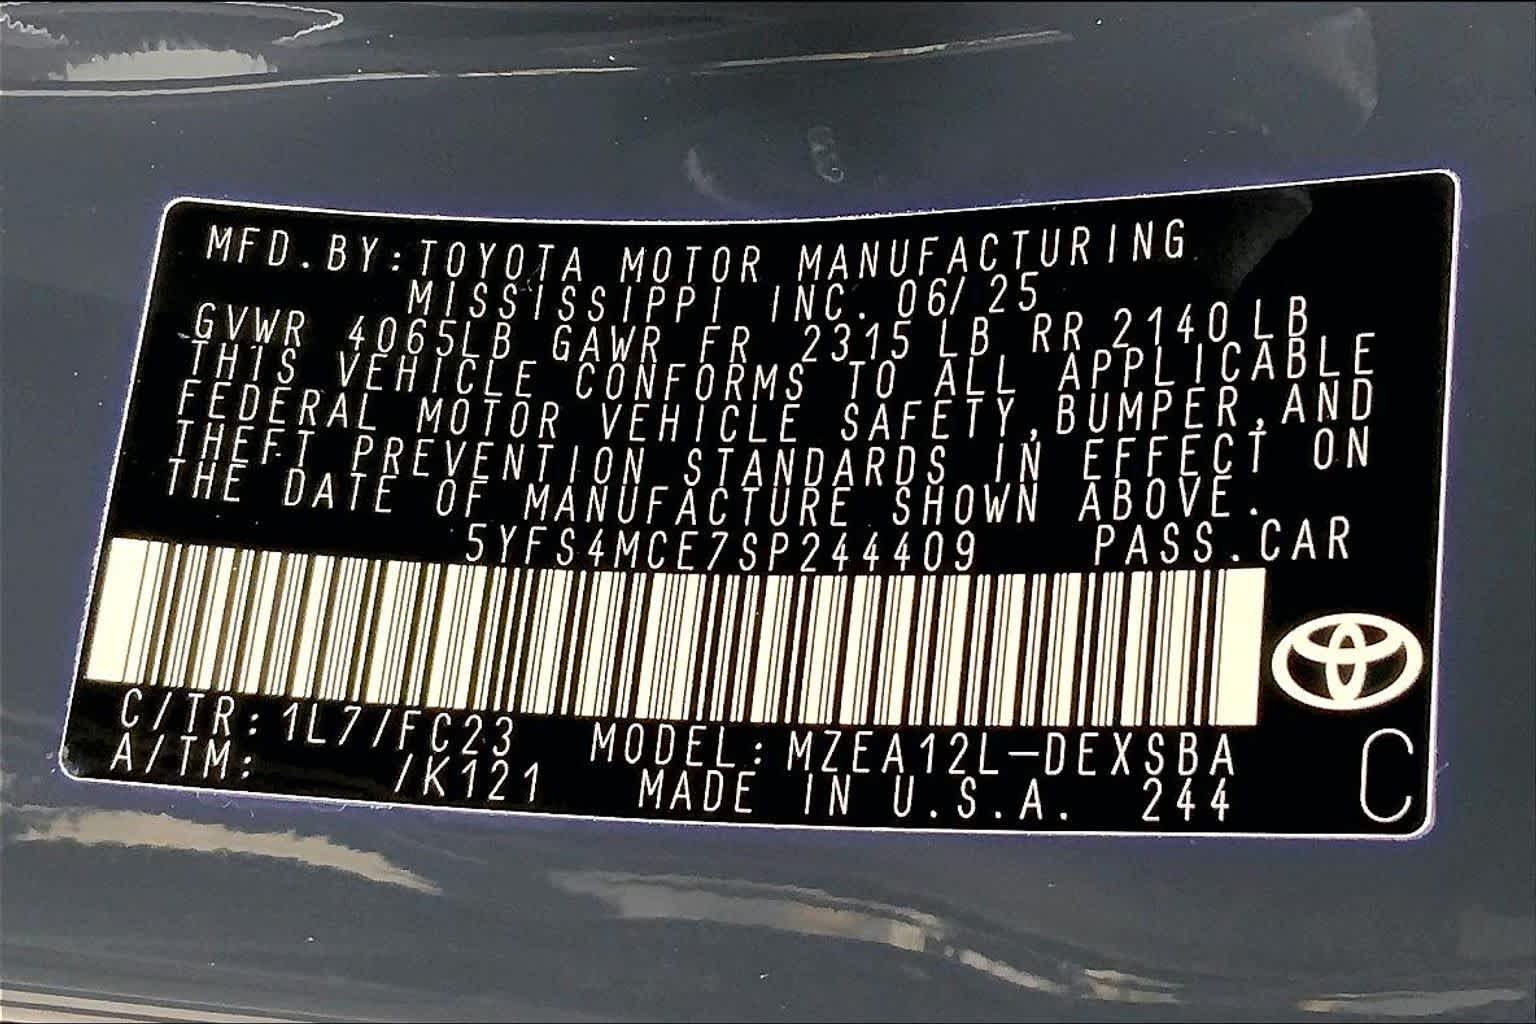 MFD.BY:TOYOTA MOTOR MANUFACTURING
MISSISSIPPI INC. 06/25
GVWR 4065LB GAWR FR 2315 LB RR 2140LB
THIS VEHICLE CONFORMS TO ALL APPLICABLE
FEDERAL MOTOR VEHICLE SAFETY,BUMPER,AND
THEFT PREVENTION STANDARDS IN EFFECT ON
THE DATE OF MANUFACTURE SHOWN ABOVE.
5YFS4MCE7SP244409 PASS.CAR
C/TR:1L7/FC23 MODEL:MZEA12L-DEXSBA
A/TM: /K121 MADE IN U.S.A. 244
C